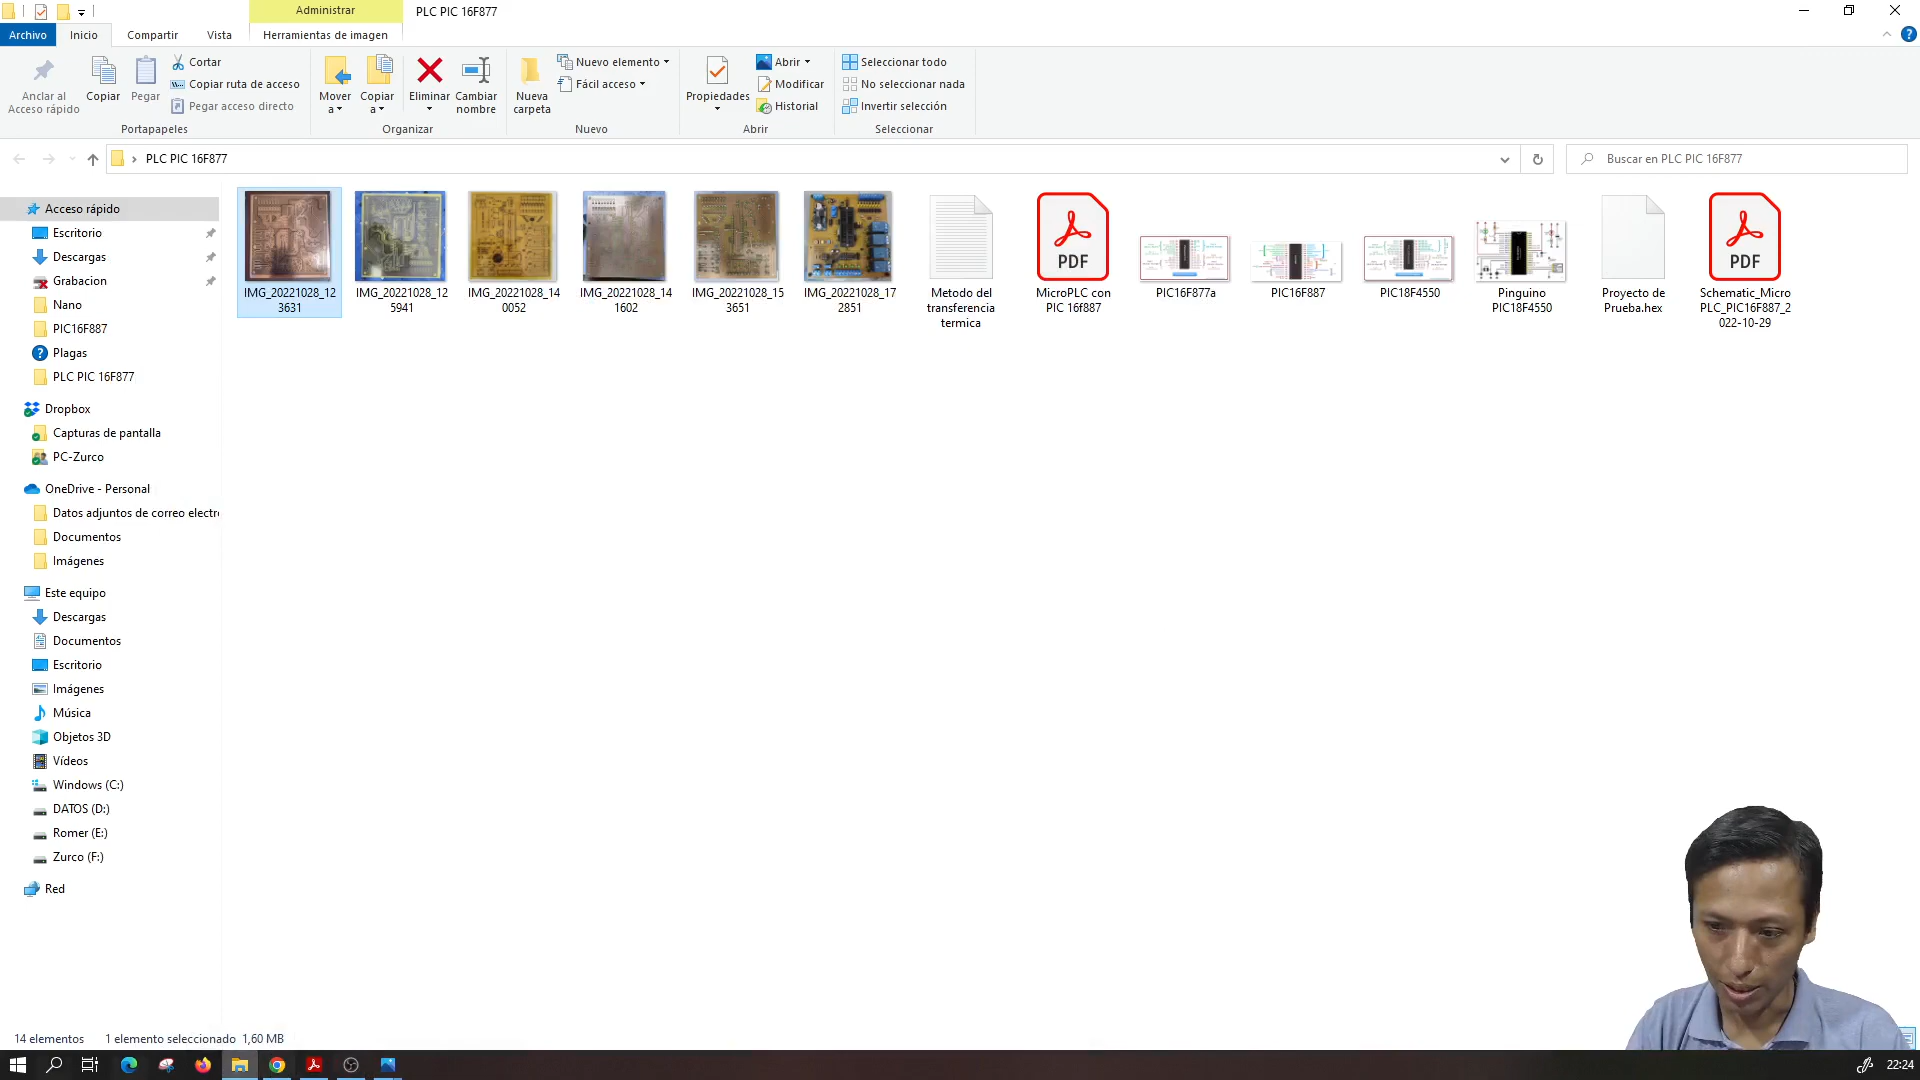 Administrar
PLC PIC 16F877
Archivo
Inicio
Compartir
Vista
Herramientas de imagen
?
Anclar al
Acceso rápido
Copiar
Pegar
Cortar
Copiar ruta de acceso
Pegar acceso directo
Portapapeles
Mover
a
Copiar
a
Eliminar
Cambiar
nombre
Organizar
Nueva
carpeta
Nuevo elemento
Fácil acceso
Nuevo
Propiedades
Abrir
Modificar
Historial
Abrir
Seleccionar todo
No seleccionar nada
Invertir selección
Seleccionar
PLC PIC 16F877
Buscar en PLC PIC 16F877
Acceso rápido
Escritorio
Descargas
Grabacion
Nano
PIC16F887
Plagas
PLC PIC 16F877
Dropbox
Capturas de pantalla
PC-Zurco
OneDrive - Personal
Datos adjuntos de correo electr
Documentos
Imágenes
Este equipo
Descargas
Documentos
Escritorio
Imágenes
Música
Objetos 3D
Vídeos
Windows (C:)
DATOS (D:)
Romer (E:)
Zurco (F:)
Red
IMG_20221028_12
3631
IMG_20221028_12
5941
IMG_20221028_14
0052
IMG_20221028_14
1602
IMG_20221028_15
3651
IMG_20221028_17
2851
Metodo del
transferencia
termica
PDF
MicroPLC con
PIC 16f887
PIC16F877a
PIC16F887
PIC18F4550
Pinguino
PIC18F4550
Proyecto de
Prueba.hex
PDF
Schematic_Micro
PLC_PIC16F887_2
022-10-29
14 elementos
1 elemento seleccionado 1,60 MB
22:24